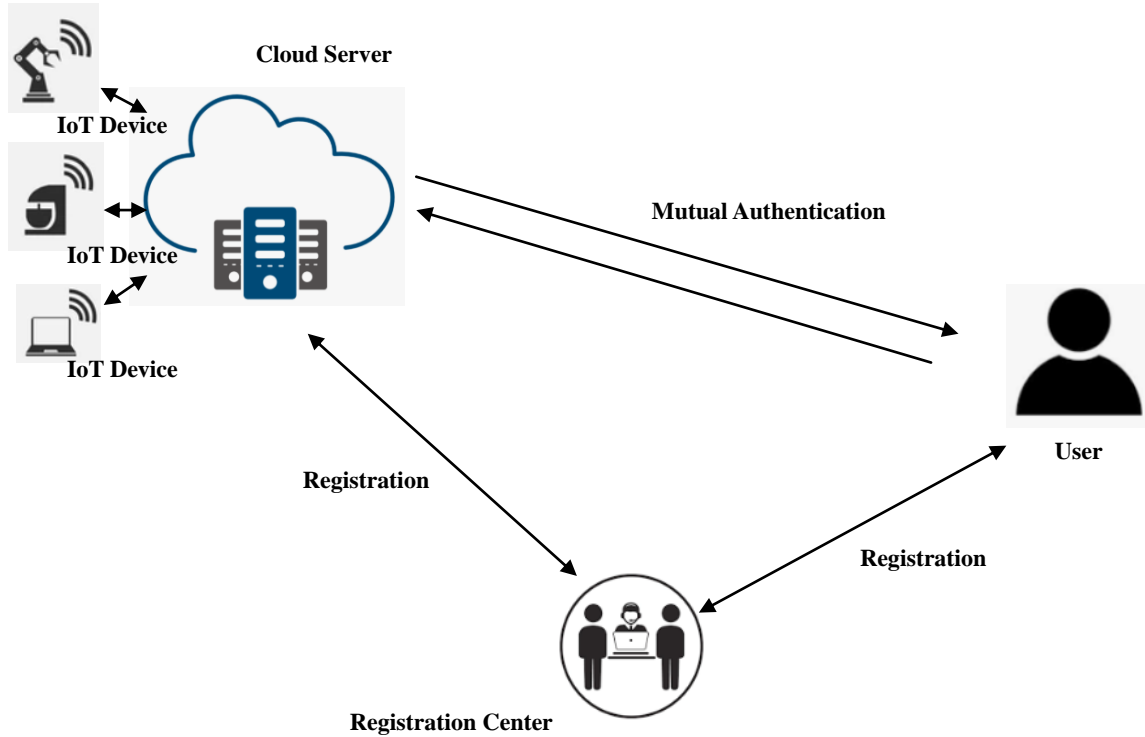 Cloud Server
IoT Device
Mutual Authentication
IoT Device
IoT Device
User
Registration
Registration
Registration Center